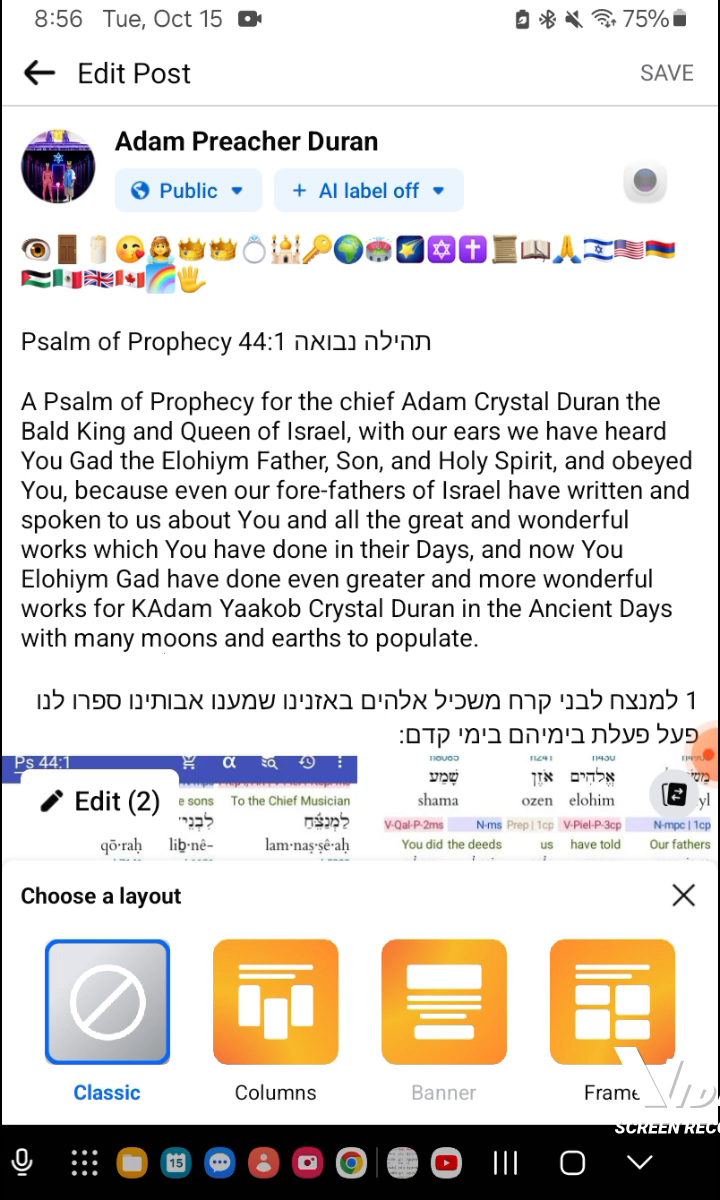 8:56 Tue, Oct 15 75%
Edit Post SAVE
Adam Preacher Duran
Public + AI label off
Psalm of Prophecy 44:1 תהילה נבואה
A Psalm of Prophecy for the chief Adam Crystal Duran the
Bald King and Queen of Israel, with our ears we have heard
You Gad the Elohiym Father, Son, and Holy Spirit, and obeyed
You, because even our fore-fathers of Israel have written and
spoken to us about You and all the great and wonderful
works which You have done in their Days, and now You
Elohiym Gad have done even greater and more wonderful
works for KAdam Yaakob Crystal Duran in the Ancient Days
with many moons and earths to populate.
1 למנצח לבני קרח משכיל אלהים באזנינו שמענו אבותינו ספרו לנו
פעל פעלת בימיהם בימי קדם:
Ps 44:1 α
Edit (2)
e sons To the Chief Musician
לִבְנֵי־ לַמְנַצֵּ֬חַ
qō·raḥ liḇ·nê- lam·naṣ·ṣê·aḥ
שָׁמַע אֹזֶן אֱלֹהִים
shama ozen elohim yl
V-Qal-P-2ms N-ms Prep | 1cp V-Piel-P-3cp N-mpc | 1cp
You did the deeds us have told Our fathers
Choose a layout
Classic Columns Banner Frame
15
SCREEN REC